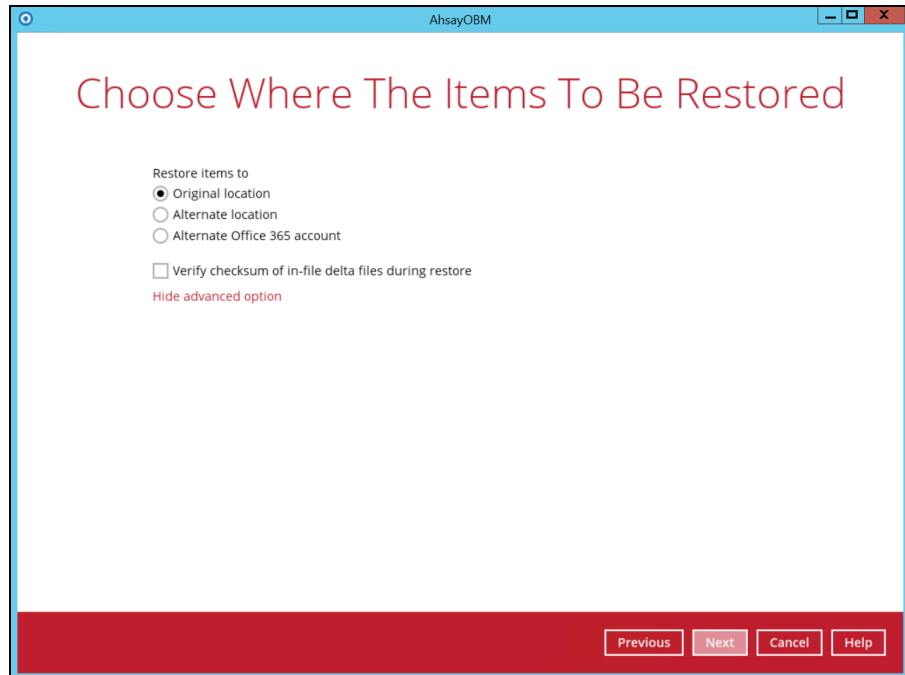 AhsayOBM
Choose Where The Items To Be Restored
Restore items to
Original location
Alternate location
Alternate Office 365 account
Verify checksum of in-file delta files during restore
Hide advanced option
Previous Next Cancel Help